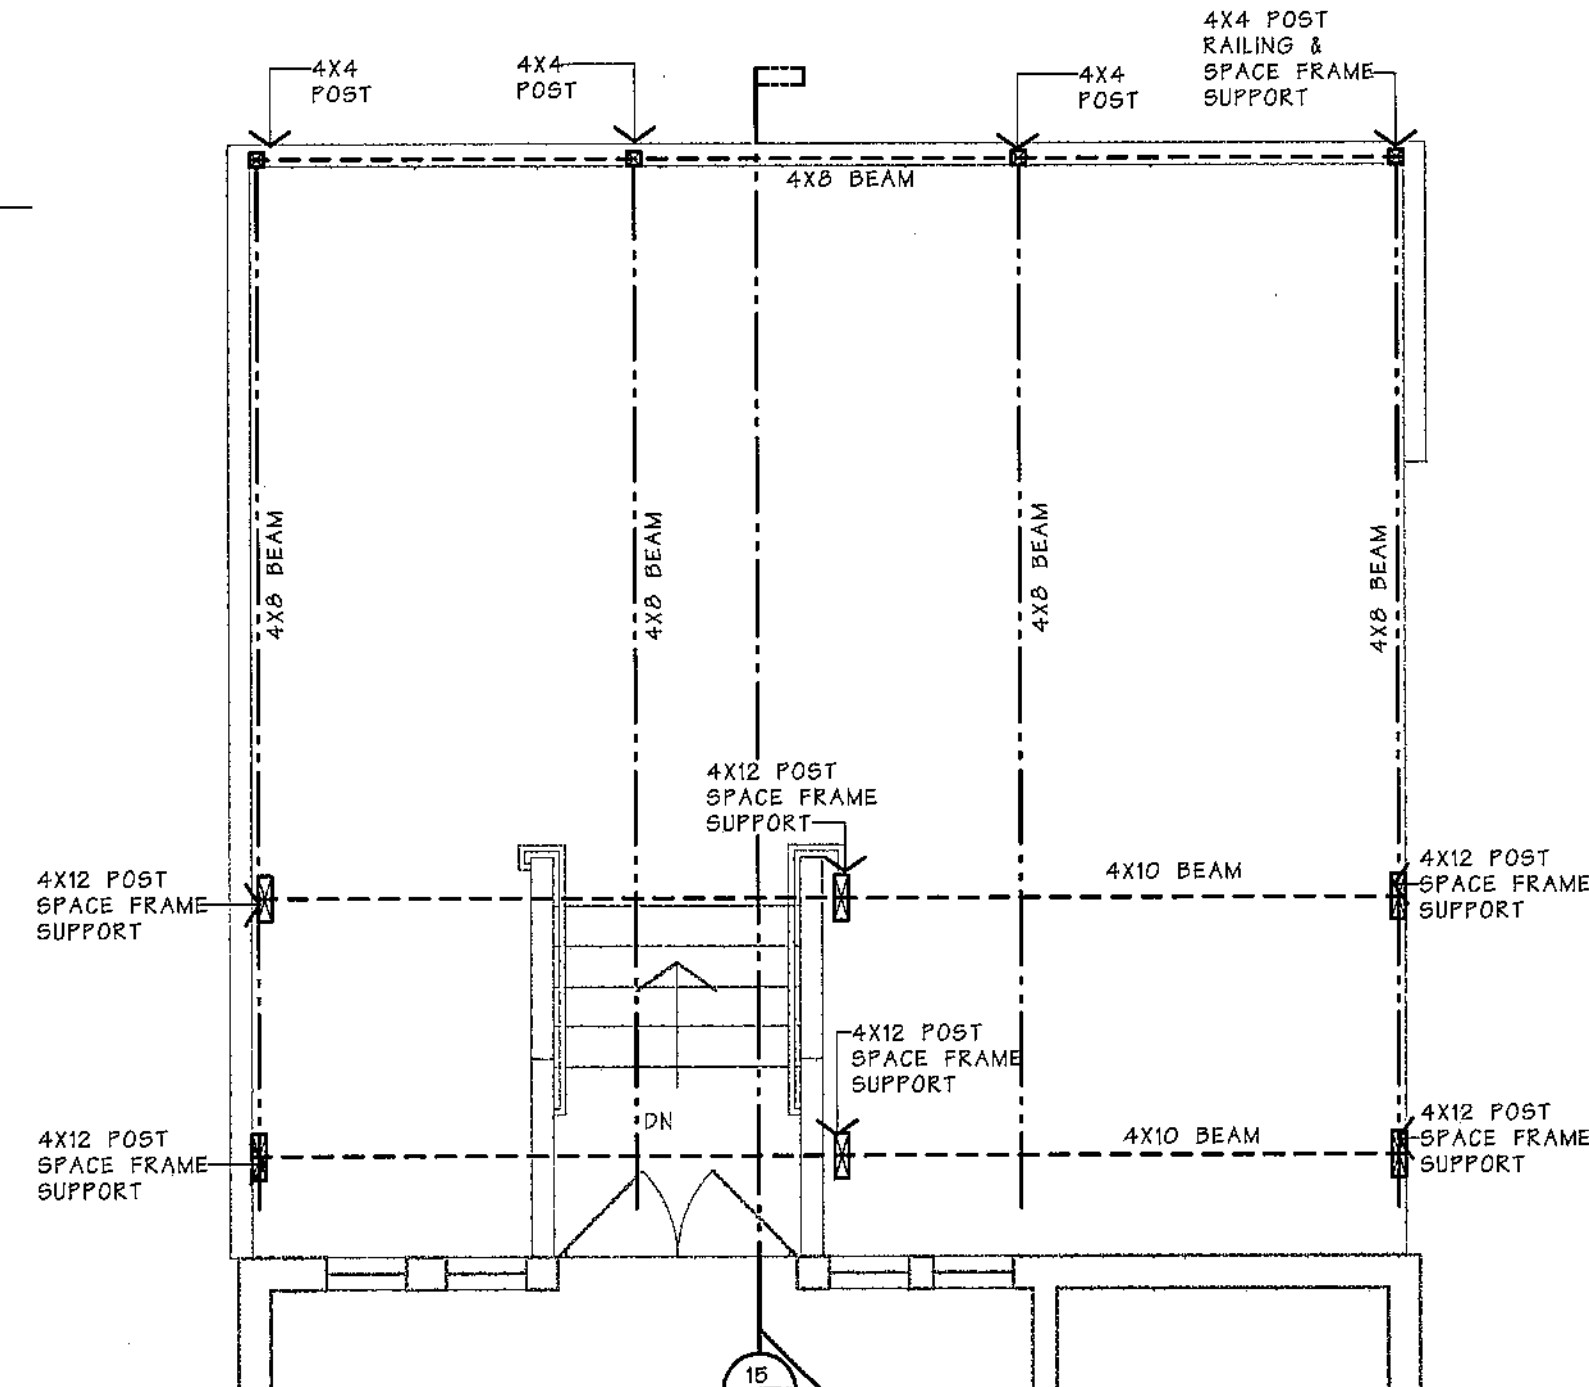 4X4
POST
4X4
POST
4X4
POST
4X4 POST
RAILING &
SPACE FRAME
SUPPORT
4X8 BEAM
4X8 BEAM
4X8 BEAM
4X8 BEAM
4X8 BEAM
4X12 POST
SPACE FRAME
SUPPORT
4X12 POST
SPACE FRAME
SUPPORT
4X10 BEAM
4X12 POST
SPACE FRAME
SUPPORT
4X12 POST
SPACE FRAME
SUPPORT
DN
4X12 POST
SPACE FRAME
SUPPORT
4X10 BEAM
4X12 POST
SPACE FRAME
SUPPORT
15